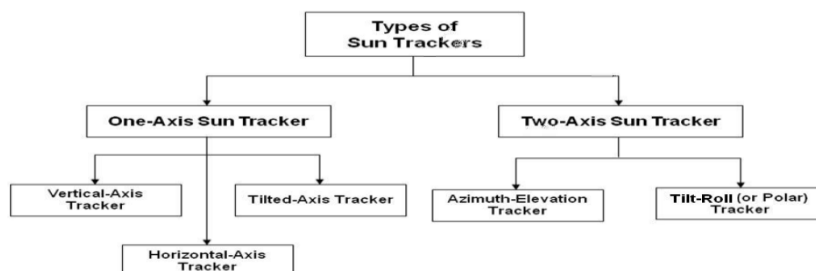 Types of
Sun Trackers
One-Axis Sun Tracker
Two-Axis Sun Tracker
Vertical-Axis
Tracker
Tilted-Axis Tracker
Azimuth-Elevation
Tracker
Tilt-Roll (or Polar)
Tracker
Horizontal-Axis
Tracker